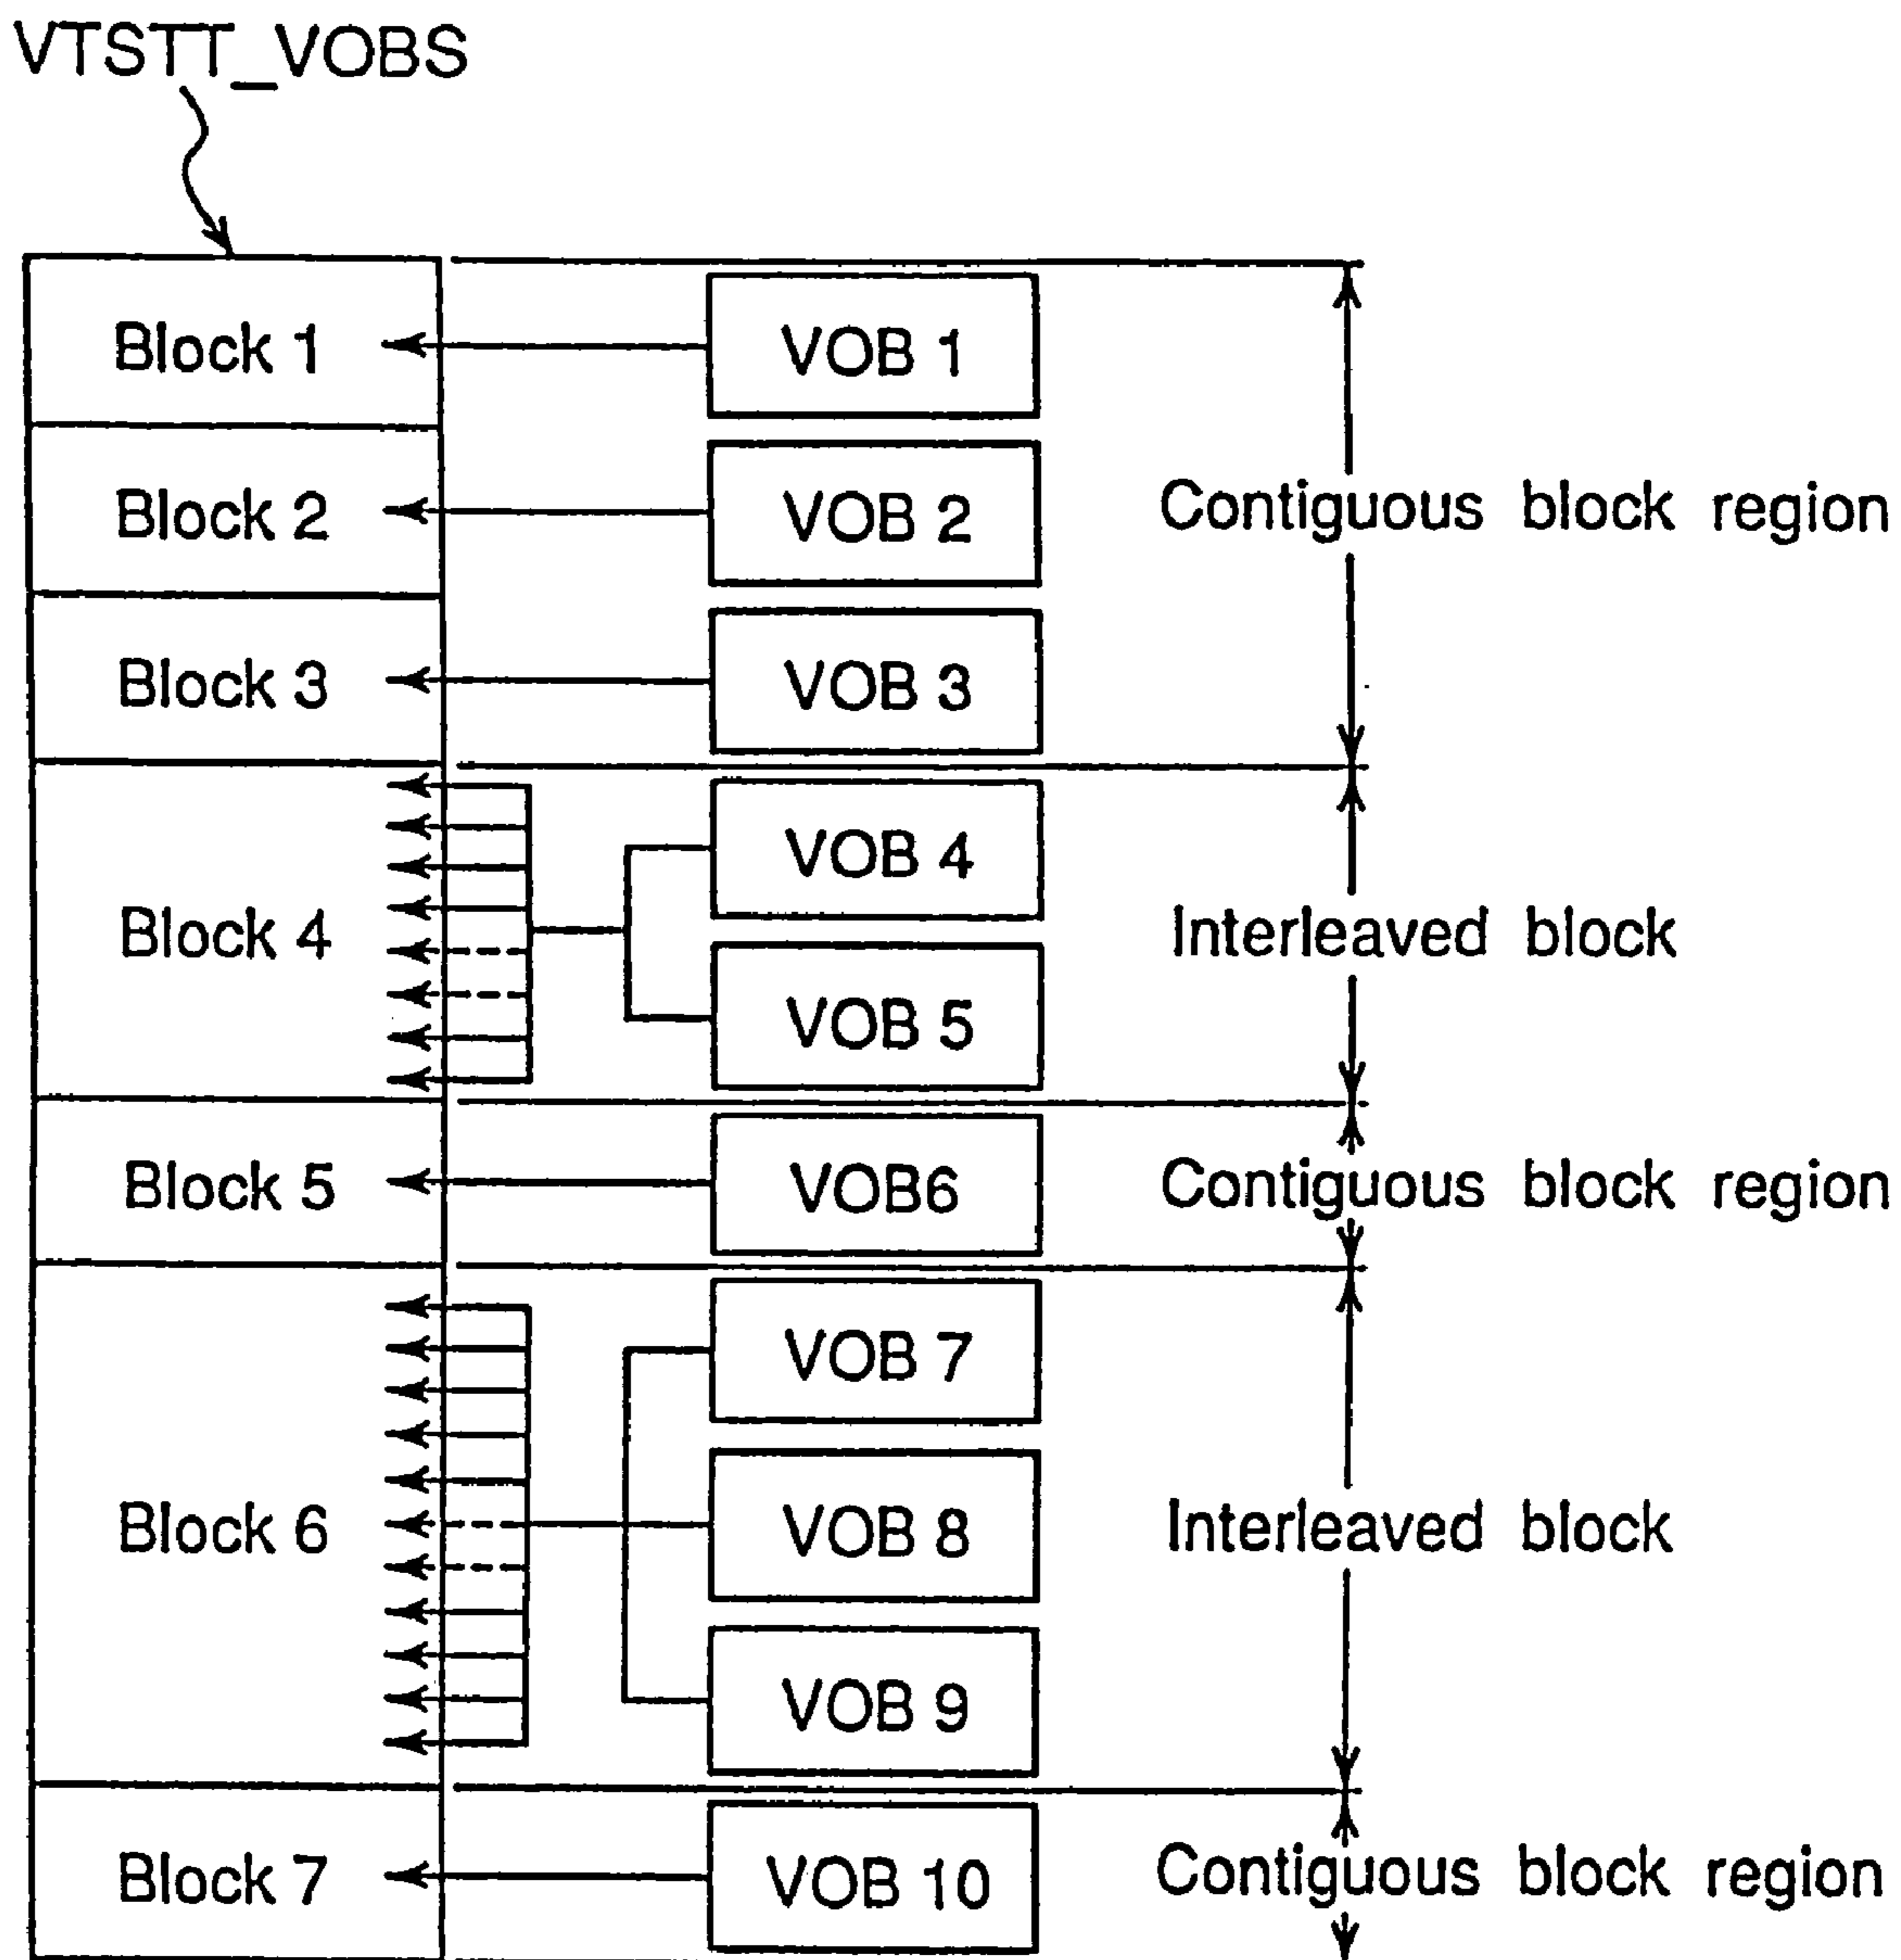 VTSTT_VOBS
Block 1
VOB 1
Block 2
VOB 2
Contiguous block region
Block 3
VOB 3
VOB 4
Block 4
Interleaved block
VOB 5
Block 5
VOB6
Contiguous block region
VOB 7
Block 6
VOB 8
Interleaved block
VOB 9
Block 7
VOB 10
Contiguous block region